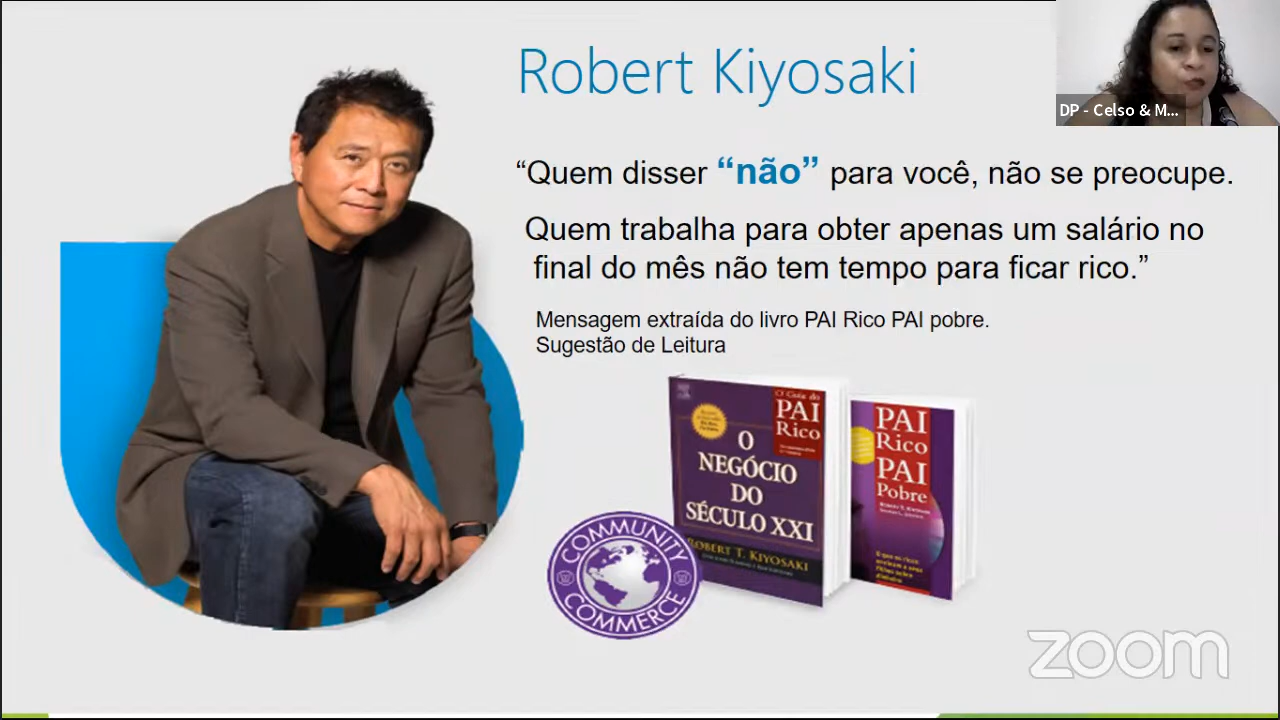 Robert Kiyosaki
DP - Celso & M...
“Quem disser “não” para você, não se preocupe.
Quem trabalha para obter apenas um salário no
final do mês não tem tempo para ficar rico.”
Mensagem extraída do livro PAI Rico PAI pobre.
Sugestão de Leitura
O Guia do
PAI
Rico
O
NEGÓCIO
DO
SÉCULO XXI
ROBERT T. KIYOSAKI
PAI
Rico
PAI
Pobre
ROBERT T. KIYOSAKI
COMMUNITY
COMMERCE
zoom